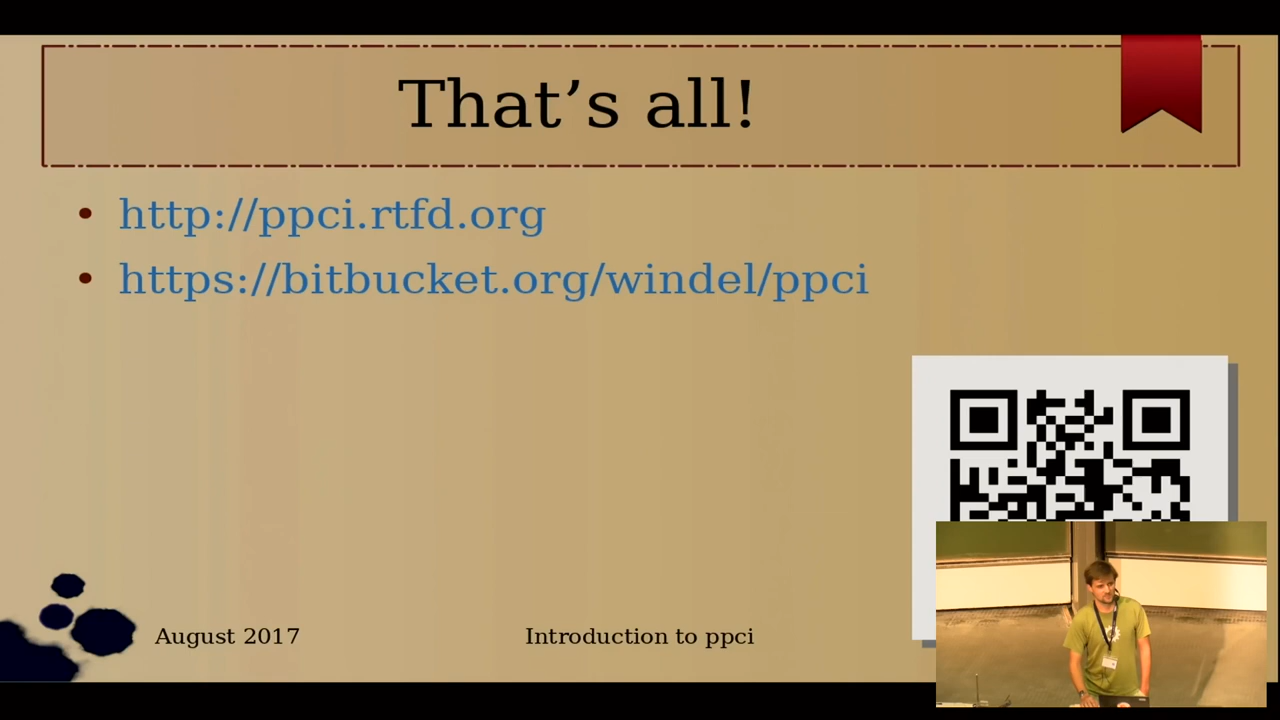 That’s all!
http://ppci.rtfd.org
https://bitbucket.org/windel/ppci
August 2017
Introduction to ppci